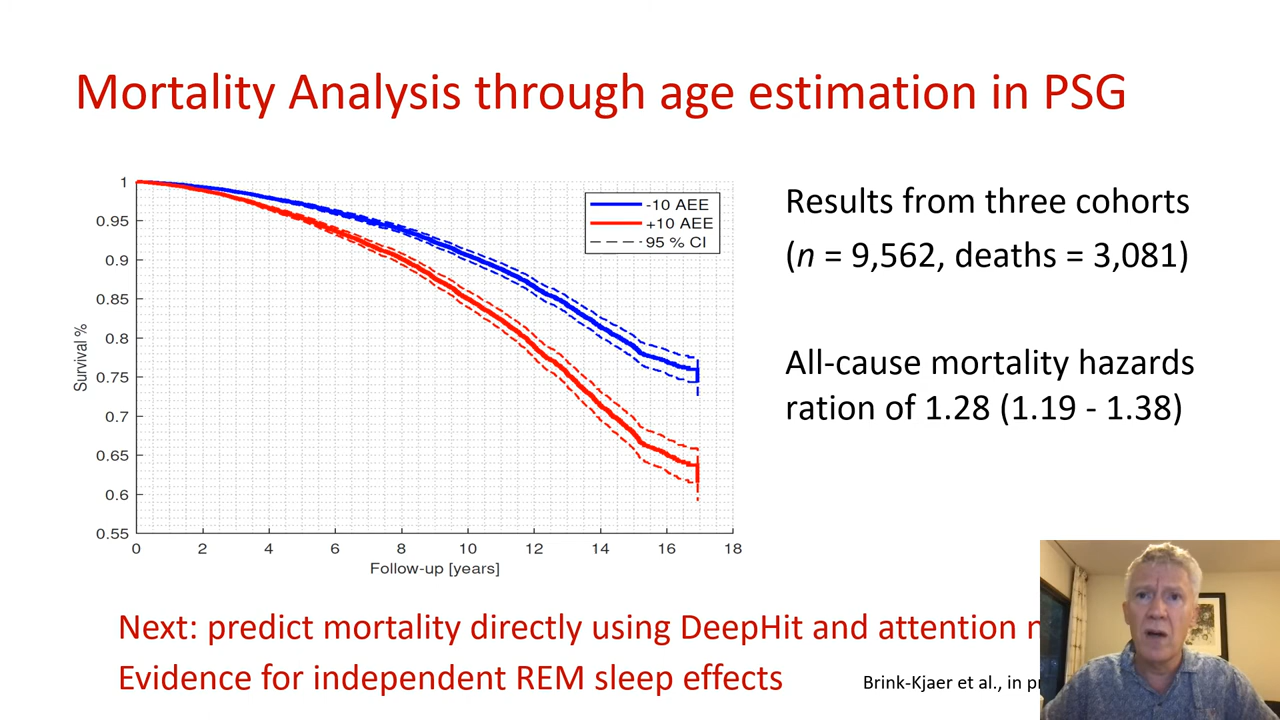 Mortality Analysis through age estimation in PSG
1
0.95
0.9
0.85
0.8
0.75
0.7
0.65
0.6
0.55
Survival %
0 2 4 6 8 10 12 14 16 18
Follow-up [years]
-10 AEE
+10 AEE
95 % CI
Results from three cohorts
(n = 9,562, deaths = 3,081)
All-cause mortality hazards
ration of 1.28 (1.19 - 1.38)
Next: predict mortality directly using DeepHit and attention
Evidence for independent REM sleep effects
Brink-Kjaer et al., in